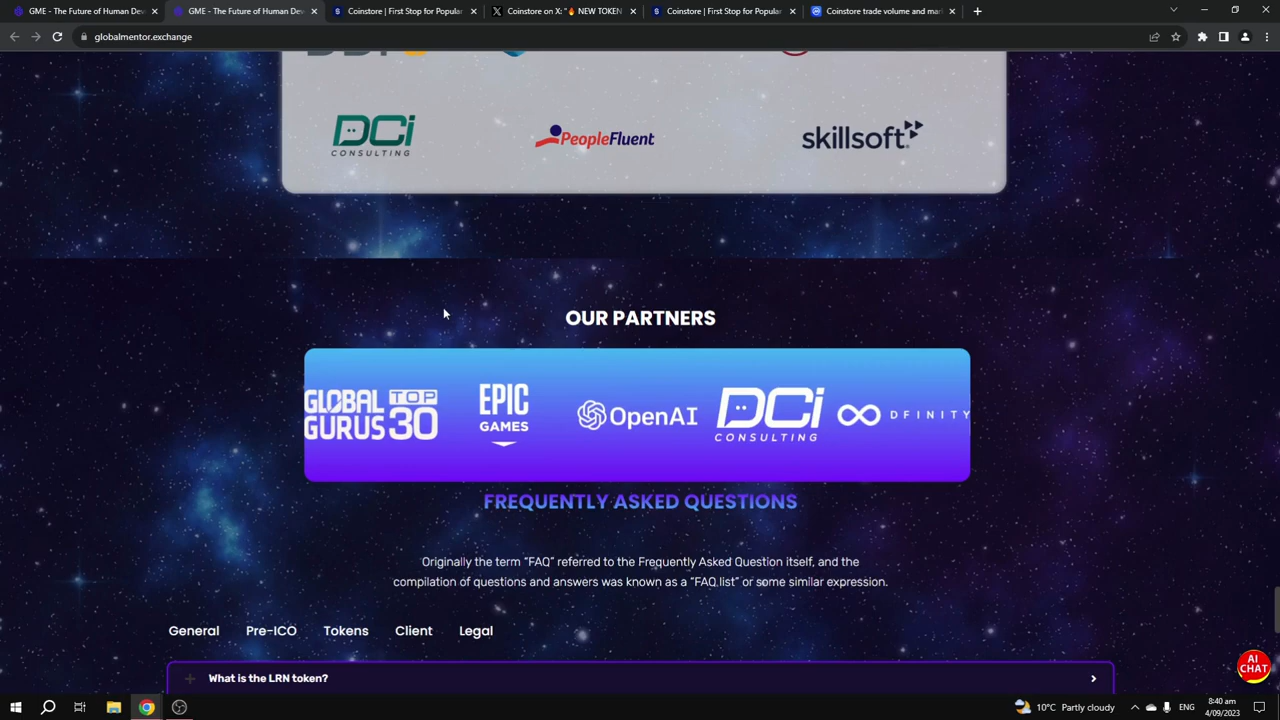 GME - The Future of Human Dev
GME - The Future of Human Dev
Coinstore | First Stop for Popular
Coinstore on X: "🔥 NEW TOKEN
Coinstore | First Stop for Popular
Coinstore trade volume and mark
globalmentor.exchange
DCi
CONSULTING
PeopleFluent
skillsoft
OUR PARTNERS
GLOBAL GURUS TOP 30
EPIC GAMES
OpenAI
DCi
CONSULTING
DFINITY
FREQUENTLY ASKED QUESTIONS
Originally the term “FAQ” referred to the Frequently Asked Question itself, and the
compilation of questions and answers was known as a “FAQ list” or some similar expression.
General Pre-ICO Tokens Client Legal
What is the LRN token?
AI
CHAT
10°C Partly cloudy
ENG
8:40 am
4/09/2023